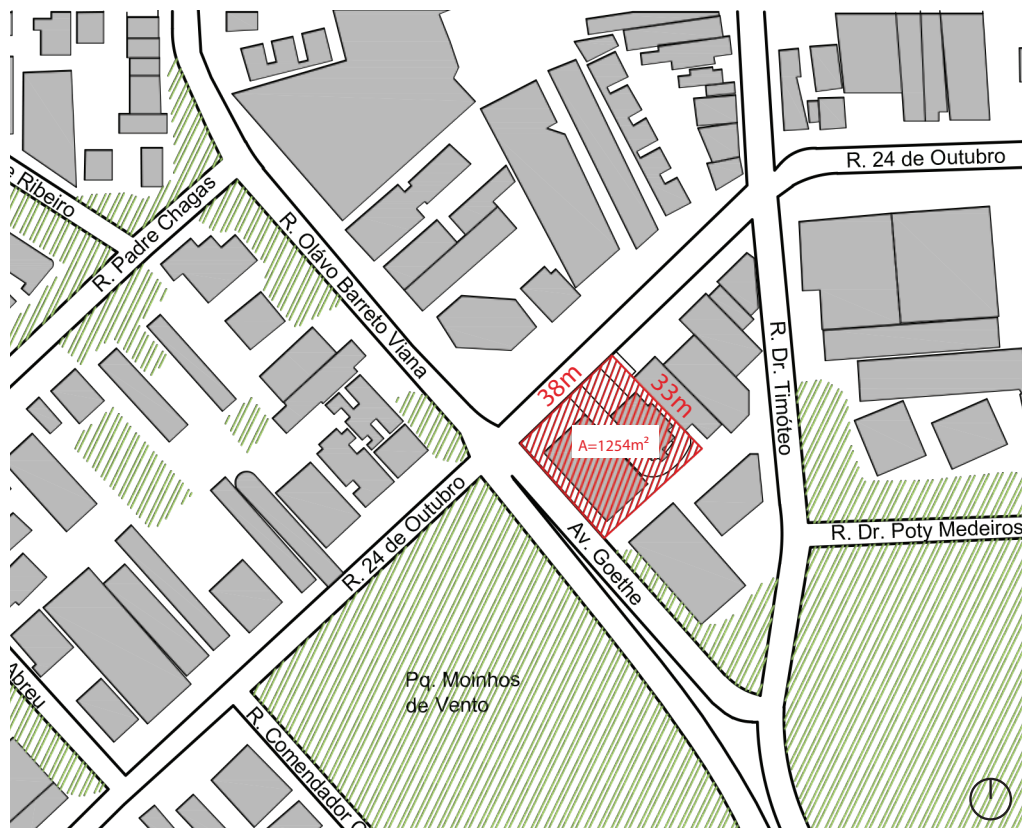 R. 24 de Outubro
e Ribeiro
R. Padre Chagas
R. Olávo Barreto Viana
R. Dr. Timóteo
38m
33m
A=1254m²
R. 24 de Outubro
Av. Goethe
R. Dr. Poty Medeiros
Pq. Moinhos
de Vento
Abreu
R. Comendador C